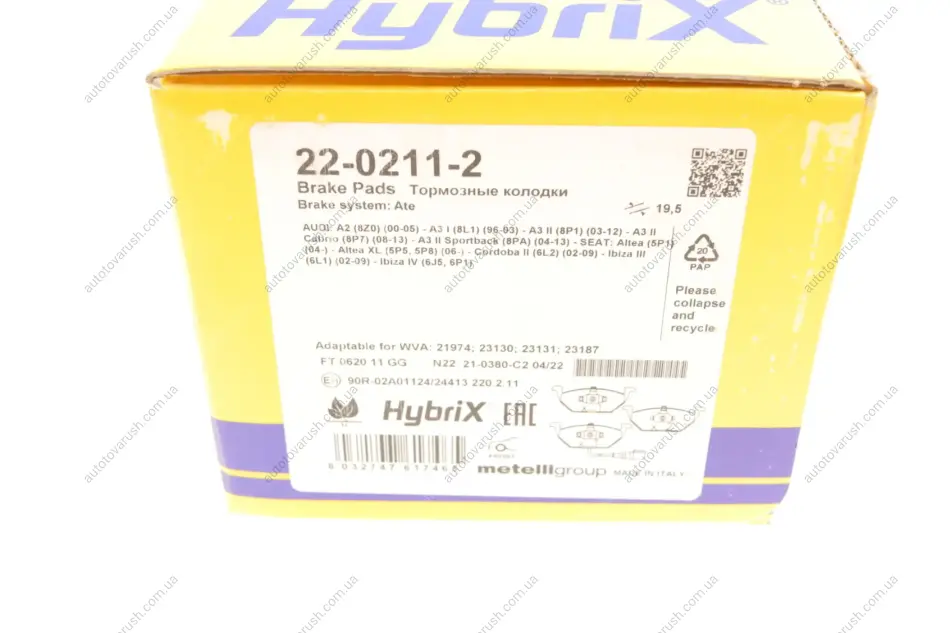 HybriX®
22-0211-2
Brake Pads Тормозные колодки
Brake system: Ate
19,5
AUDI: A2 (8Z0) (00-05) - A3 I (8L1) (96-03) - A3 II (8P1) (03-12) - A3 II
Cabrio (8P7) (08-13) - A3 II Sportback (8PA) (04-13) - SEAT: Altea (5P1)
(04-) - Altea XL (5P5, 5P8) (06-) - Cordoba II (6L2) (02-09) - Ibiza III
(6L1) (02-09) - Ibiza IV (6J5, 6P1)
20
PAP
Please
collapse
and
recycle
Adaptable for WVA: 21974; 23130; 23131; 23187
FT 0620 11 GG N22 21-0380-C2 04/22
90R-02A01124/24413 220 2.11
HybriX EAC
8 032747 61746
metelligroup MADE IN ITALY
autotovarush.com.ua